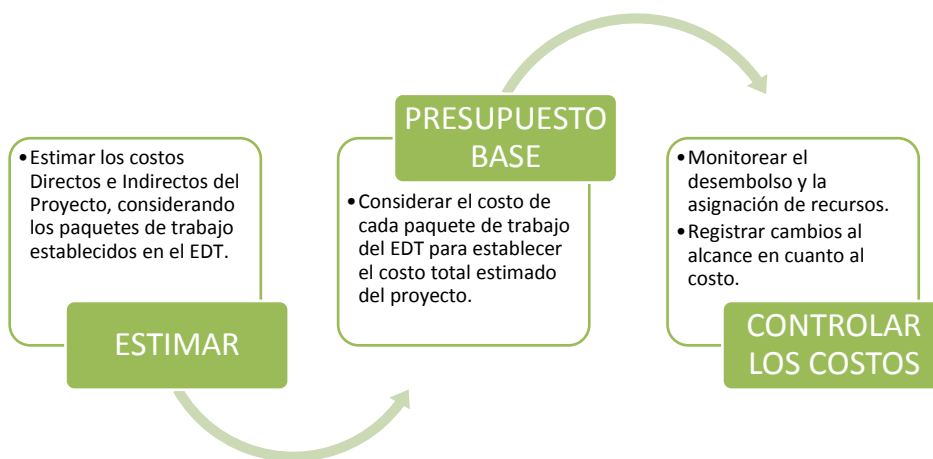 •Estimar los costos
Directos e Indirectos del
Proyecto, considerando
los paquetes de trabajo
establecidos en el EDT.
ESTIMAR
PRESUPUESTO
BASE
•Considerar el costo de
cada paquete de trabajo
del EDT para establecer
el costo total estimado
del proyecto.
•Monitorear el
desembolso y la
asignación de recursos.
•Registrar cambios al
alcance en cuanto al
costo.
CONTROLAR
LOS COSTOS